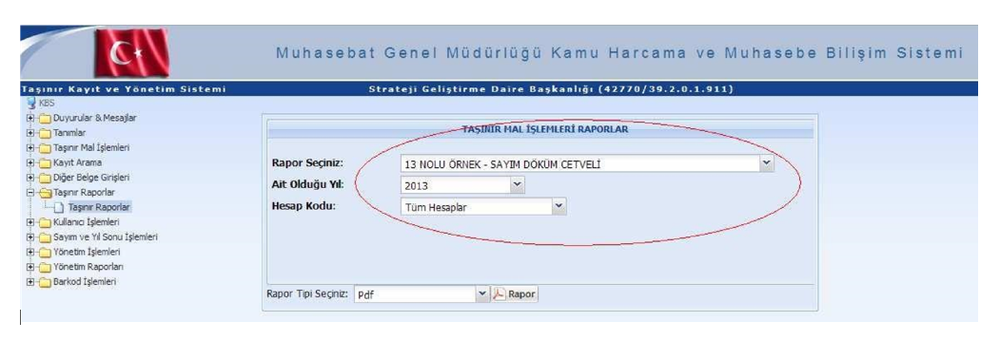 Muhasebat Genel Müdürlüğü Kamu Harcama ve Muhasebe Bilişim Sistemi
Taşınır Kayıt ve Yönetim Sistemi
Strateji Geliştirme Daire Başkanlığı (42770/39.2.0.1.911)
KBS
Duyurular & Mesajlar
Tanımlar
Taşınır Mal İşlemleri
Kayıt Arama
Diğer Belge Girişleri
Taşınır Raporlar
Taşınır Raporlar
Kullanıcı İşlemleri
Sayım ve Yıl Sonu İşlemleri
Yönetim İşlemleri
Yönetim Raporları
Barkod İşlemleri
TAŞINIR MAL İŞLEMLERİ RAPORLAR
Rapor Seçiniz: 13 NOLU ÖRNEK - SAYIM DÖKÜM CETVELİ
Ait Olduğu Yıl: 2013
Hesap Kodu: Tüm Hesaplar
Rapor Tipi Seçiniz: Pdf Rapor